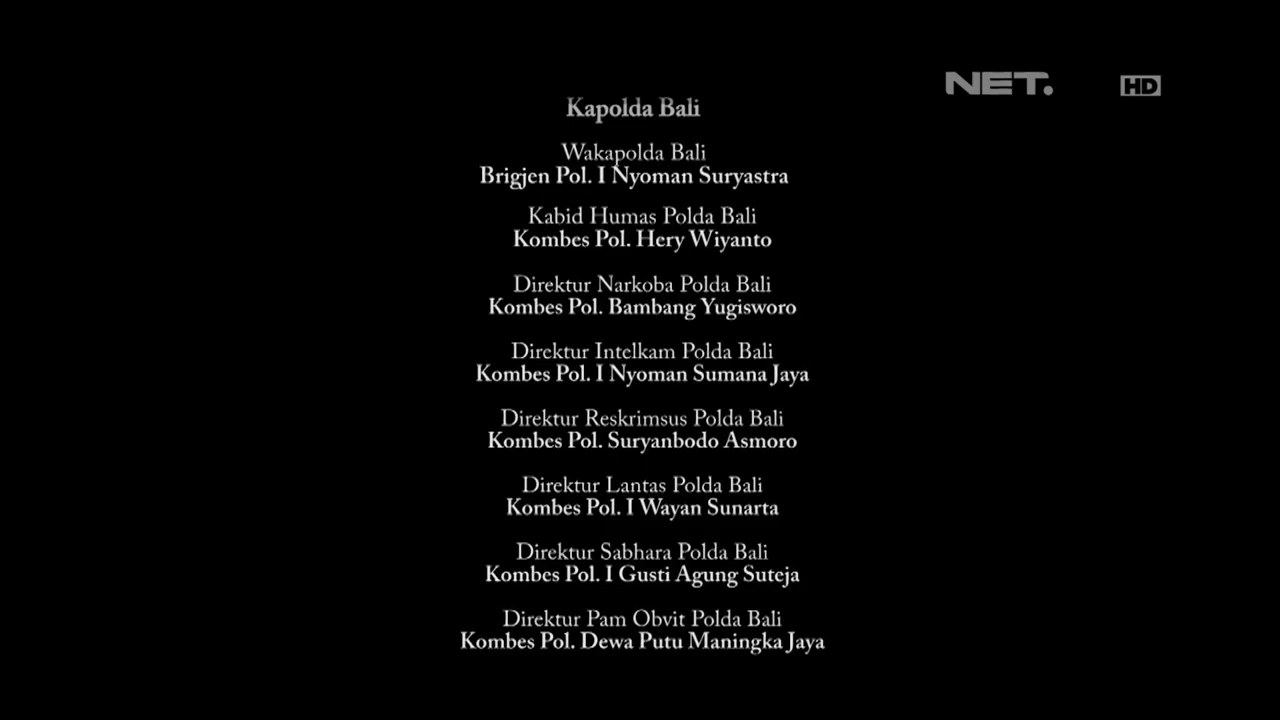 NET.
HD
Kapolda Bali
Wakapolda Bali
Brigjen Pol. I Nyoman Suryastra
Kabid Humas Polda Bali
Kombes Pol. Hery Wiyanto
Direktur Narkoba Polda Bali
Kombes Pol. Bambang Yugisworo
Direktur Intelkam Polda Bali
Kombes Pol. I Nyoman Sumana Jaya
Direktur Reskrimsus Polda Bali
Kombes Pol. Suryanbodo Asmoro
Direktur Lantas Polda Bali
Kombes Pol. I Wayan Sunarta
Direktur Sabhara Polda Bali
Kombes Pol. I Gusti Agung Suteja
Direktur Pam Obvit Polda Bali
Kombes Pol. Dewa Putu Maningka Jaya